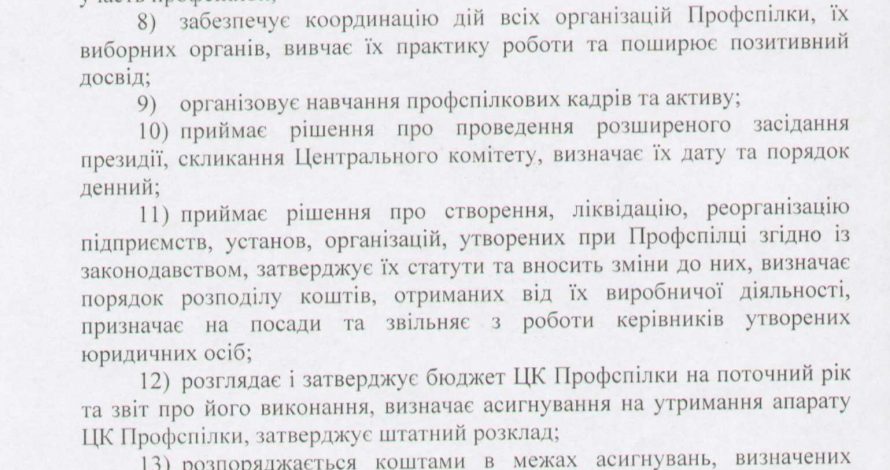 участь профспілок;
8) забезпечує координацію дій всіх організацій Профспілки, їх
виборних органів, вивчає їх практику роботи та поширює позитивний
досвід;
9) організовує навчання профспілкових кадрів та активу;
10) приймає рішення про проведення розширеного засідання
президії, скликання Центрального комітету, визначає їх дату та порядок
денний;
11) приймає рішення про створення, ліквідацію, реорганізацію
підприємств, установ, організацій, утворених при Профспілці згідно із
законодавством, затверджує їх статути та вносить зміни до них, визначає
порядок розподілу коштів, отриманих від їх виробничої діяльності,
призначає на посади та звільняє з роботи керівників утворених
юридичних осіб;
12) розглядає і затверджує бюджет ЦК Профспілки на поточний рік
та звіт про його виконання, визначає асигнування на утримання апарату
ЦК Профспілки, затверджує штатний розклад;
13) розпоряджається коштами в межах асигнувань, визначених